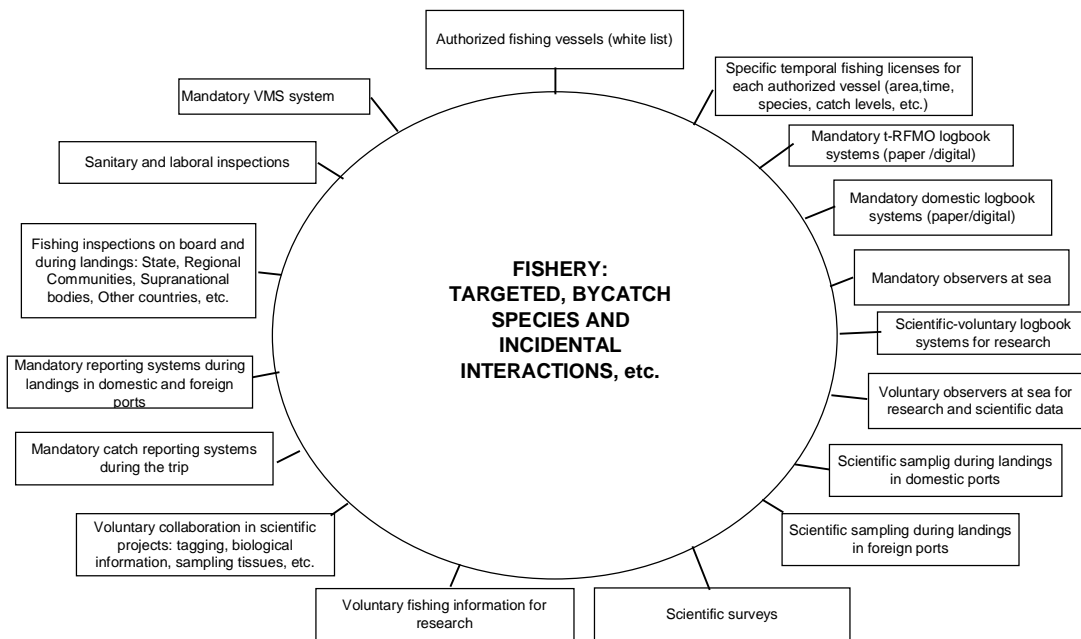 Authorized fishing vessels (white list)
Specific temporal fishing licenses for
each authorized vessel (area,time,
species, catch levels, etc.)
Mandatory t-RFMO logbook
systems (paper /digital)
Mandatory domestic logbook
systems (paper/digital)
Mandatory observers at sea
Scientific-voluntary logbook
systems for research
Voluntary observers at sea for
research and scientific data
Scientific samplig during landings
in domestic ports
Scientific sampling during landings
in foreign ports
Scientific surveys
Voluntary fishing information for
research
Voluntary collaboration in scientific
projects: tagging, biological
information, sampling tissues, etc.
Mandatory catch reporting systems
during the trip
Mandatory reporting systems during
landings in domestic and foreign
ports
Fishing inspections on board and
during landings: State, Regional
Communities, Supranational
bodies, Other countries, etc.
Sanitary and laboral inspections
Mandatory VMS system
FISHERY:
TARGETED, BYCATCH
SPECIES AND
INCIDENTAL
INTERACTIONS, etc.